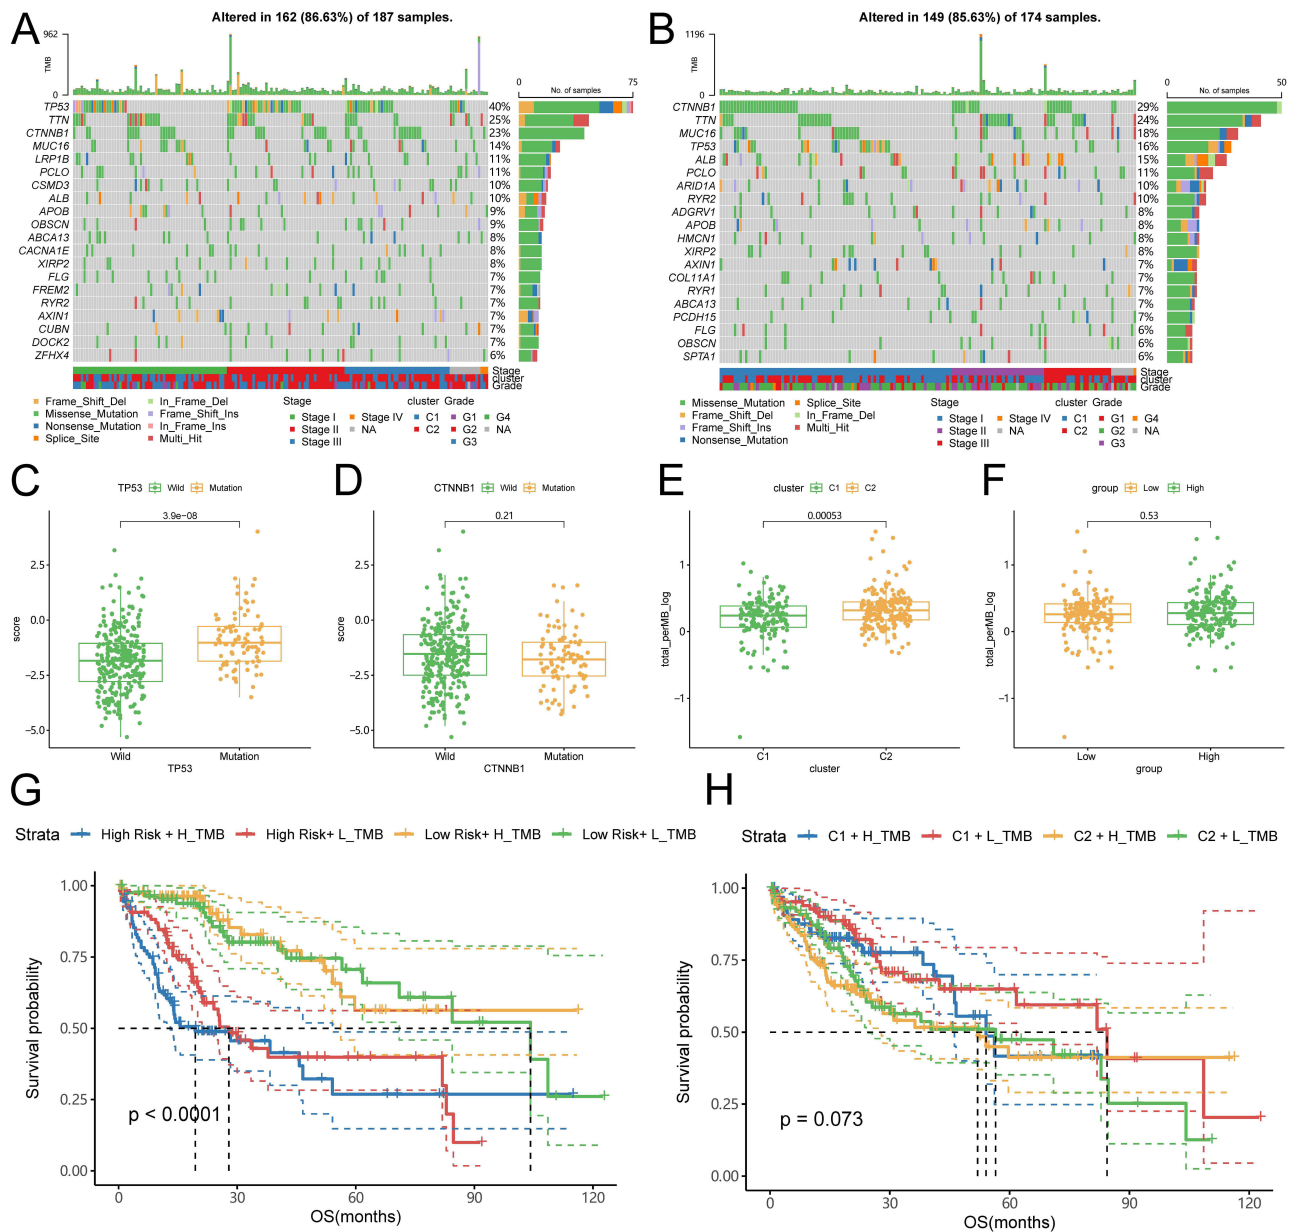 A
Altered in 162 (86.63%) of 187 samples.
962
TMB
0
0
75
No. of samples
TP53 40%
TTN 25%
CTNNB1 23%
MUC16 14%
LRP1B 11%
PCLO 11%
CSMD3 10%
ALB 10%
APOB 9%
OBSCN 9%
ABCA13 8%
CACNA1E 8%
XIRP2 8%
FLG 7%
FREM2 7%
RYR2 7%
AXIN1 7%
CUBN 7%
DOCK2 7%
ZFHX4 6%
Stage
cluster
Grade
Frame_Shift_Del In_Frame_Del
Missense_Mutation Frame_Shift_Ins
Nonsense_Mutation In_Frame_Ins
Splice_Site Multi_Hit
Stage cluster Grade
Stage I Stage IV C1 G1 G4
Stage II NA C2 G2 NA
Stage III G3
B
Altered in 149 (85.63%) of 174 samples.
1196
TMB
0
0
50
No. of samples
CTNNB1 29%
TTN 24%
MUC16 18%
TP53 16%
ALB 15%
PCLO 11%
ARID1A 10%
RYR2 10%
ADGRV1 8%
APOB 8%
HMCN1 8%
XIRP2 8%
AXIN1 7%
COL11A1 7%
RYR1 7%
ABCA13 7%
PCDH15 7%
FLG 6%
OBSCN 6%
SPTA1 6%
Stage
cluster
Grade
Missense_Mutation Splice_Site
Frame_Shift_Del In_Frame_Del
Frame_Shift_Ins Multi_Hit
Nonsense_Mutation
Stage cluster Grade
Stage I Stage IV C1 G1 G4
Stage II NA C2 G2 NA
Stage III G3
C
TP53 Wild Mutation
3.9e−08
2.5
0.0
−2.5
−5.0
score
Wild Mutation
TP53
D
CTNNB1 Wild Mutation
0.21
2.5
0.0
−2.5
−5.0
score
Wild Mutation
CTNNB1
E
cluster C1 C2
0.00053
1
0
−1
total_perMB_log
C1 C2
cluster
F
group Low High
0.53
1
0
−1
total_perMB_log
Low High
group
G
Strata High Risk + H_TMB High Risk+ L_TMB Low Risk+ H_TMB Low Risk+ L_TMB
1.00
0.75
0.50
0.25
0.00
Survival probability
p < 0.0001
0 30 60 90 120
OS(months)
H
Strata C1 + H_TMB C1 + L_TMB C2 + H_TMB C2 + L_TMB
1.00
0.75
0.50
0.25
0.00
Survival probability
p = 0.073
0 30 60 90 120
OS(months)